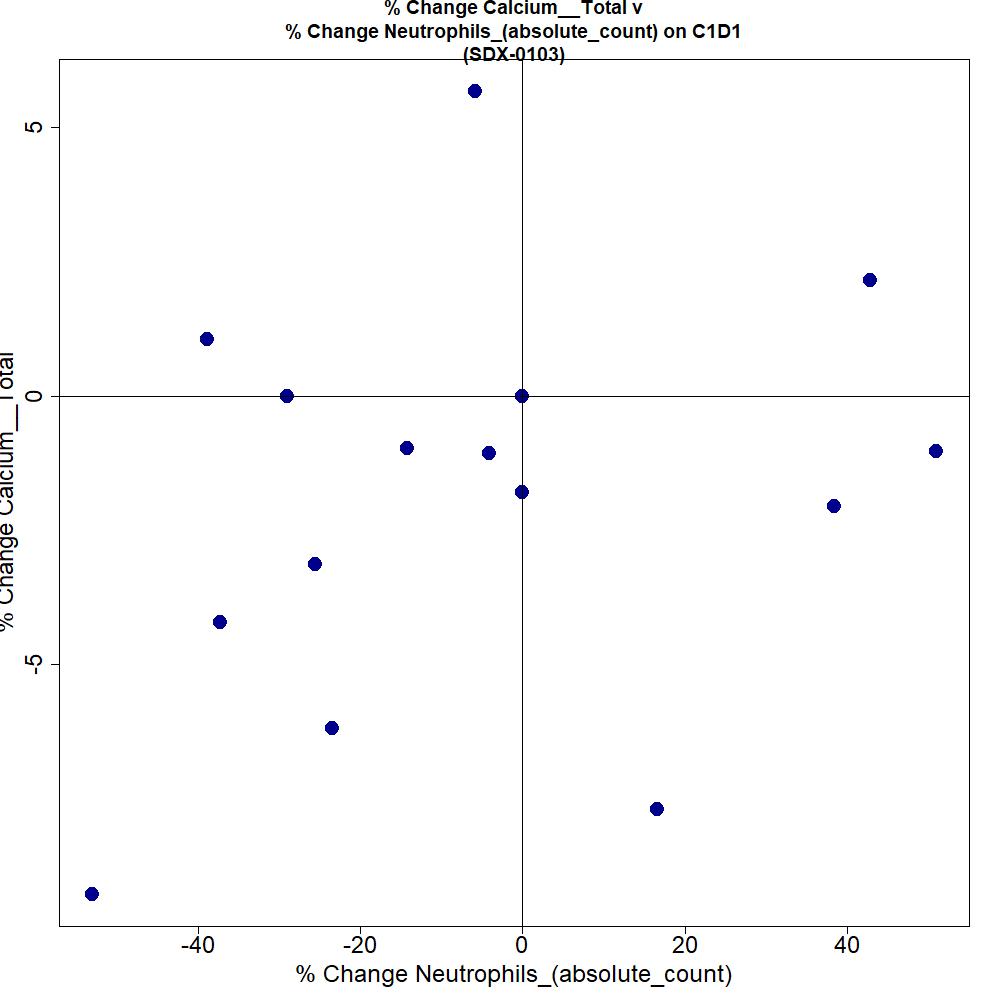 % Change Calcium__Total v
% Change Neutrophils_(absolute_count) on C1D1
(SDX-0103)
5
0
-5
% Change Calcium__Total
-40
-20
0
20
40
% Change Neutrophils_(absolute_count)